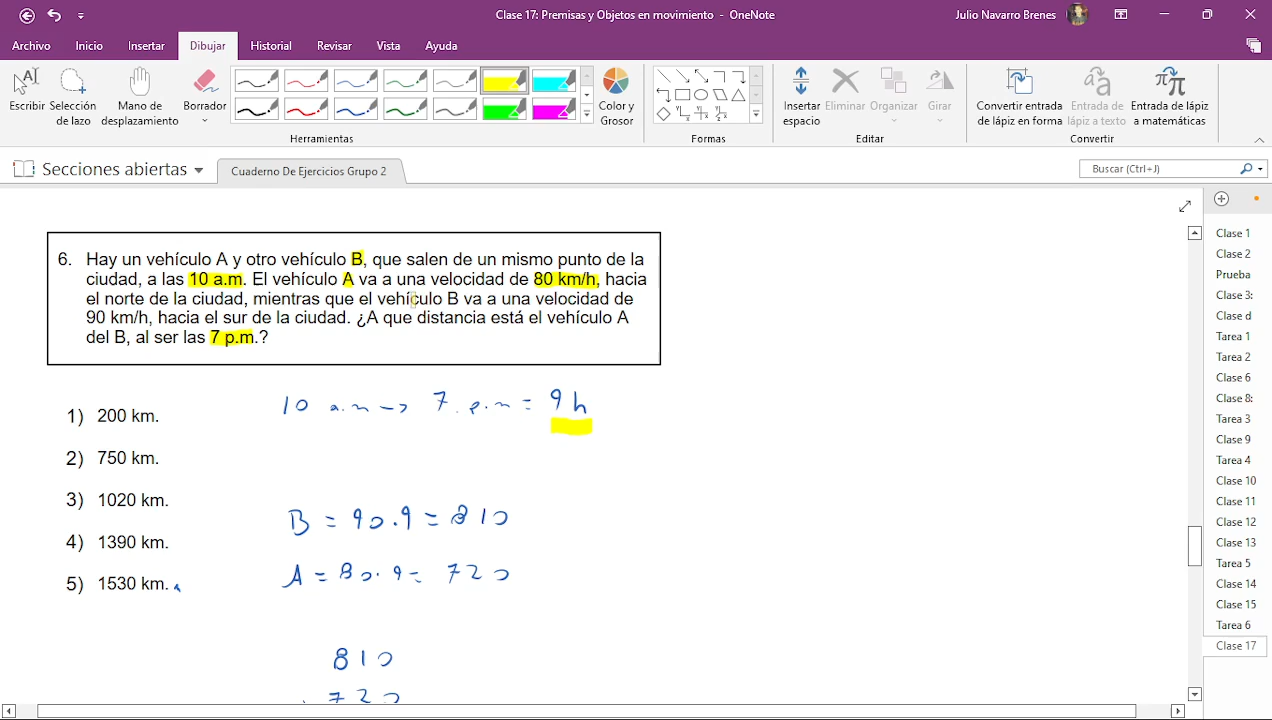 Clase 17: Premisas y Objetos en movimiento - OneNote
Julio Navarro Brenes
Archivo Inicio Insertar Dibujar Historial Revisar Vista Ayuda
Escribir Selección de lazo Mano de desplazamiento Borrador Color y Grosor Insertar espacio Eliminar Organizar Girar Convertir entrada de lápiz en forma Entrada de lápiz a texto Entrada de lápiz a matemáticas
Herramientas Formas Editar Convertir
Secciones abiertas
Cuaderno De Ejercicios Grupo 2
Buscar (Ctrl+J)
6. Hay un vehículo A y otro vehículo B, que salen de un mismo punto de la
ciudad, a las 10 a.m. El vehículo A va a una velocidad de 80 km/h, hacia
el norte de la ciudad, mientras que el vehículo B va a una velocidad de
90 km/h, hacia el sur de la ciudad. ¿A que distancia está el vehículo A
del B, al ser las 7 p.m.?
10 a.m -> 7 p.m = 9 h
1) 200 km.
2) 750 km.
3) 1020 km.
4) 1390 km.
5) 1530 km.
B = 90.9 = 810
A = 80.9 = 720
810
720
Clase 1
Clase 2
Prueba
Clase 3:
Clase d
Tarea 1
Tarea 2
Clase 6
Clase 8:
Tarea 3
Clase 9
Tarea 4
Clase 10
Clase 11
Clase 12
Clase 13
Tarea 5
Clase 14
Clase 15
Tarea 6
Clase 17